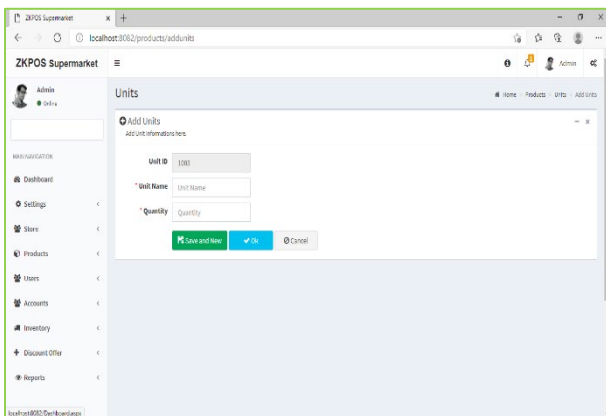 ZKPOS Supermarket
localhost:8082/products/addunits
ZKPOS Supermarket
Admin
Admin
Online
Units
Home > Products > Units > Add Units
Add Units
Add Unit Informations here.
MAIN NAVIGATION
Unit ID 1003
Dashboard
* Unit Name Unit Name
Settings
* Quantity Quantity
Store
Save and New Ok Cancel
Products
Users
Accounts
Inventory
Discount Offer
Reports
localhost:8082/Dashboard.aspx